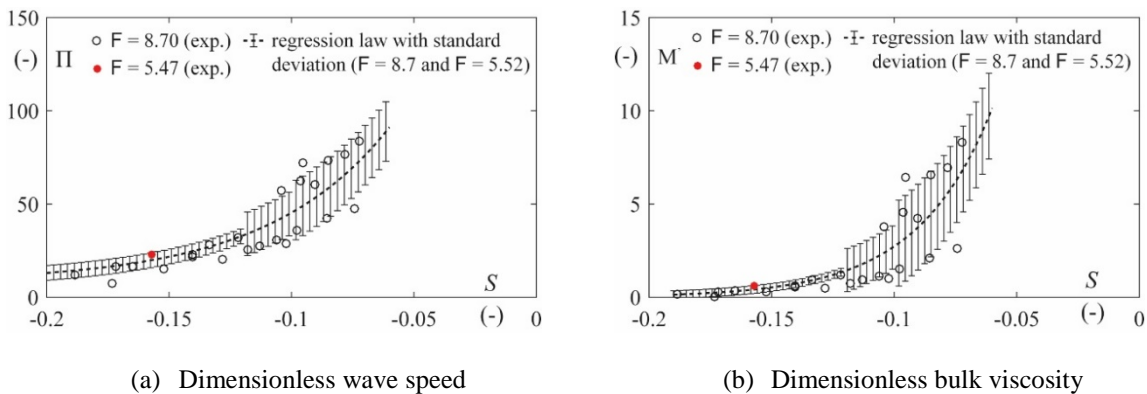 150
(-)
Π
F = 8.70 (exp.)
F = 5.47 (exp.)
regression law with standard
deviation (F = 8.7 and F = 5.52)
100
50
0
S
(-)
-0.2
-0.15
-0.1
-0.05
0
15
(-)
M
F = 8.70 (exp.)
F = 5.47 (exp.)
regression law with standard
deviation (F = 8.7 and F = 5.52)
10
5
0
S
(-)
-0.2
-0.15
-0.1
-0.05
0
(a) Dimensionless wave speed
(b) Dimensionless bulk viscosity